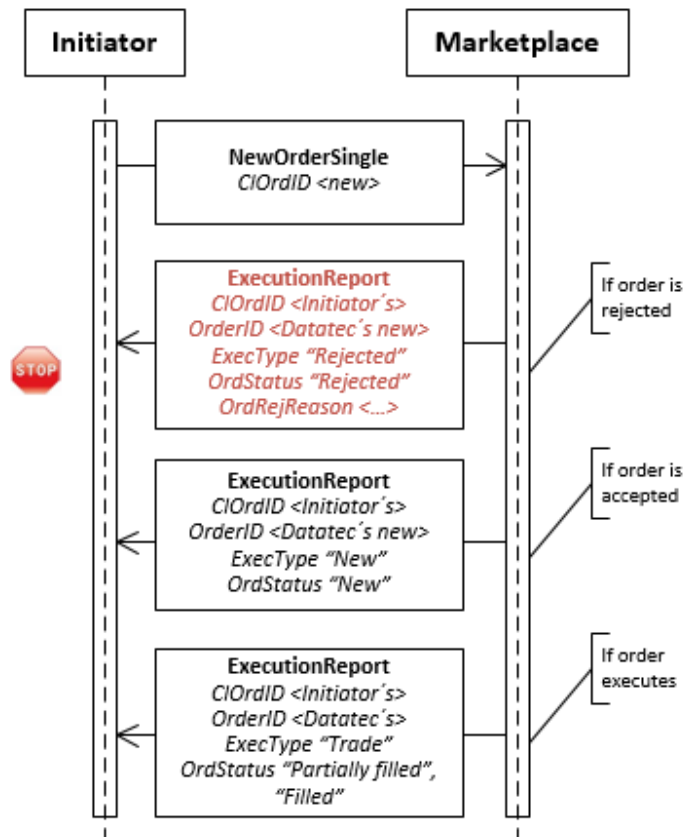 Initiator
Marketplace
NewOrderSingle
ClOrdID <new>
ExecutionReport
ClOrdID <Initiator´s>
OrderID <Datatec´s new>
ExecType “Rejected”
OrdStatus “Rejected”
OrdRejReason <...>
If order is
rejected
STOP
ExecutionReport
ClOrdID <Initiator´s>
OrderID <Datatec´s new>
ExecType “New”
OrdStatus “New”
If order is
accepted
ExecutionReport
ClOrdID <Initiator´s>
OrderID <Datatec´s>
ExecType “Trade”
OrdStatus “Partially filled”,
“Filled”
If order
executes